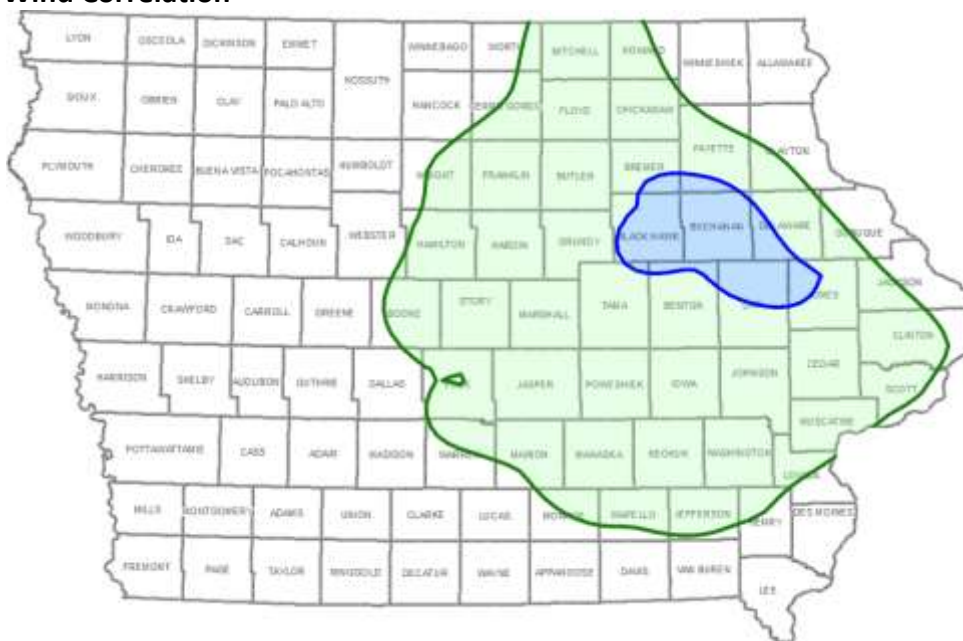 Wind Correlation
LYON OSCEOLA DICKINSON EMMET WINNEBAGO WORTH MITCHELL HOWARD WINNESHIEK ALLAMAKEE
KOSSUTH
SIOUX OBRIEN CLAY PALO ALTO HANCOCK CERRO GORDO FLOYD CHICKASAW
PLYMOUTH CHEROKEE BUENA VISTA POCAHONTAS HUMBOLDT WRIGHT FRANKLIN BUTLER BREMER FAYETTE CLAYTON
WOODBURY IDA SAC CALHOUN WEBSTER HAMILTON HARDIN GRUNDY BLACK HAWK BUCHANAN DELAWARE DUBUQUE
MONONA CRAWFORD CARROLL GREENE BOONE STORY MARSHALL TAMA BENTON JONES JACKSON
CLINTON
HARRISON SHELBY AUDUBON GUTHRIE DALLAS JASPER POWESHIEK IOWA JOHNSON CEDAR SCOTT
MUSCATINE
POTTAWATTAMIE CASS ADAIR MADISON WARREN MARION MAHASKA KEOKUK WASHINGTON
LOUISA
MILLS MONTGOMERY ADAMS UNION CLARKE LUCAS MONROE WAPELLO JEFFERSON HENRY DES MOINES
FREMONT PAGE TAYLOR RINGGOLD DECATUR WAYNE APPANOOSE DAVIS VAN BUREN LEE